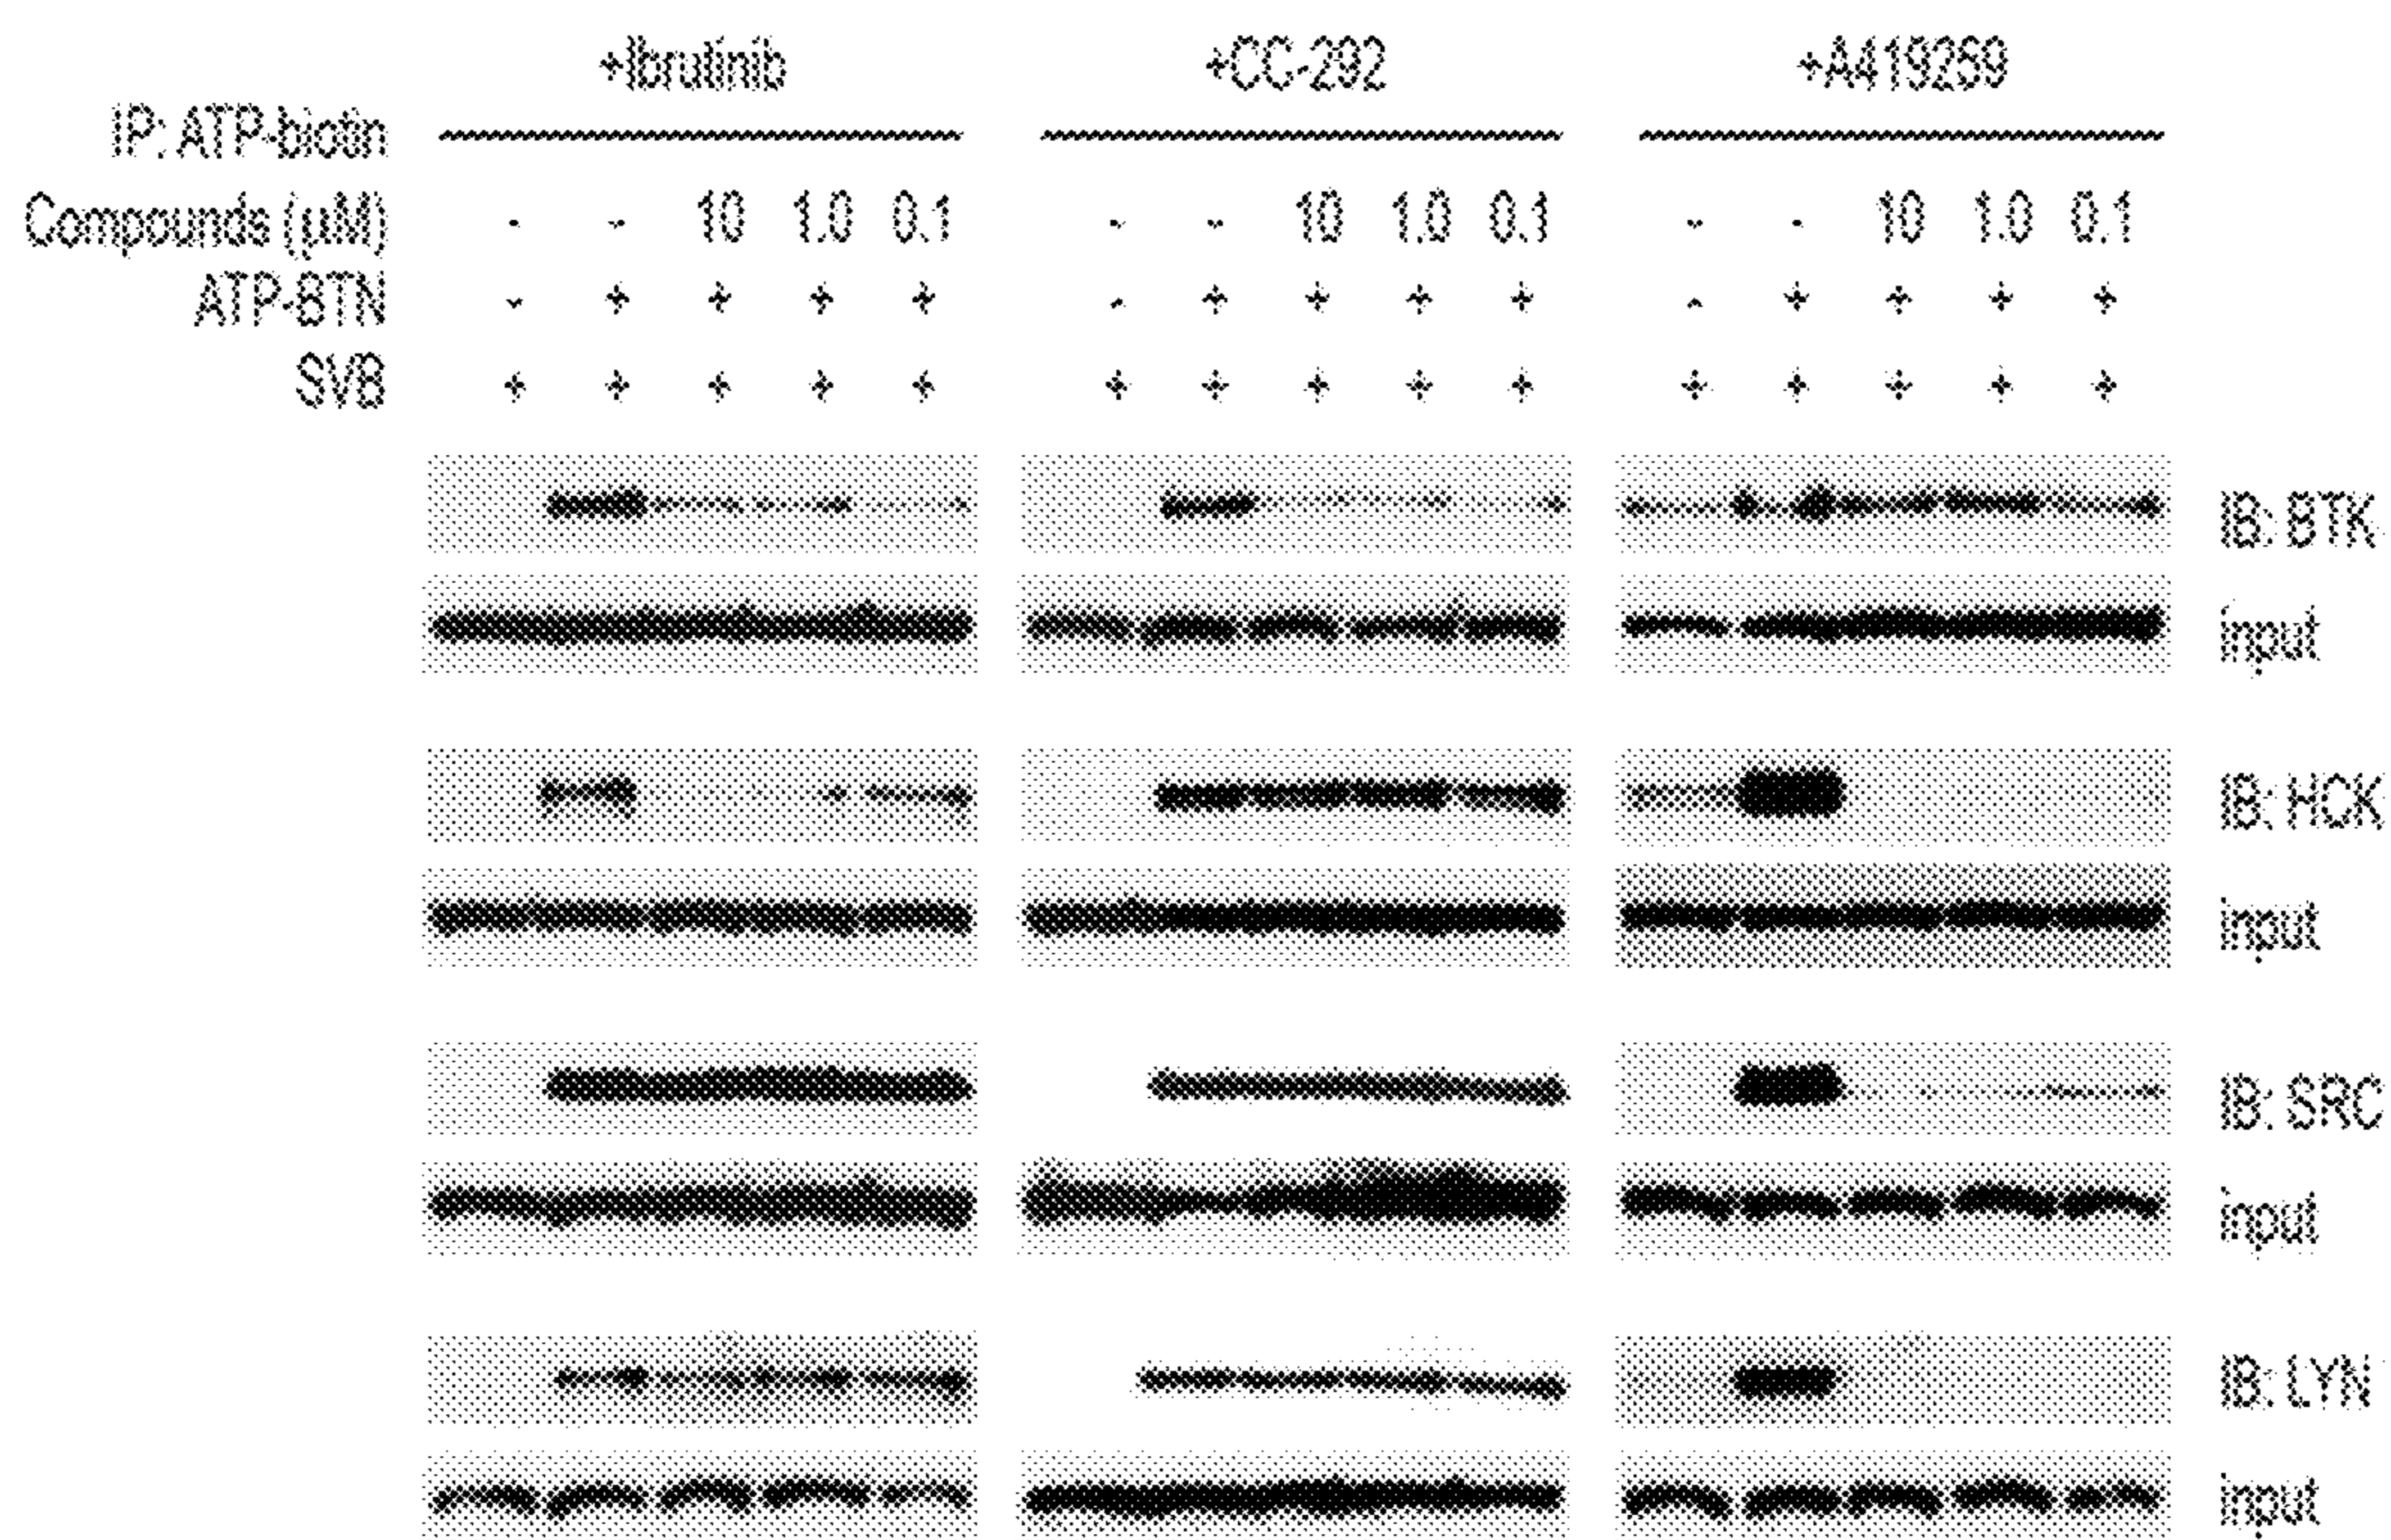 +Ibrutinib +CC-292 +A419259
IP: ATP-biotin
Compounds (µM) - - 10 1.0 0.1 - - 10 1.0 0.1 - - 10 1.0 0.1
ATP-BTN - + + + + - + + + + - + + + +
SVB + + + + + + + + + + + + + + +
IB: BTK
input
IB: HCK
input
IB: SRC
input
IB: LYN
input